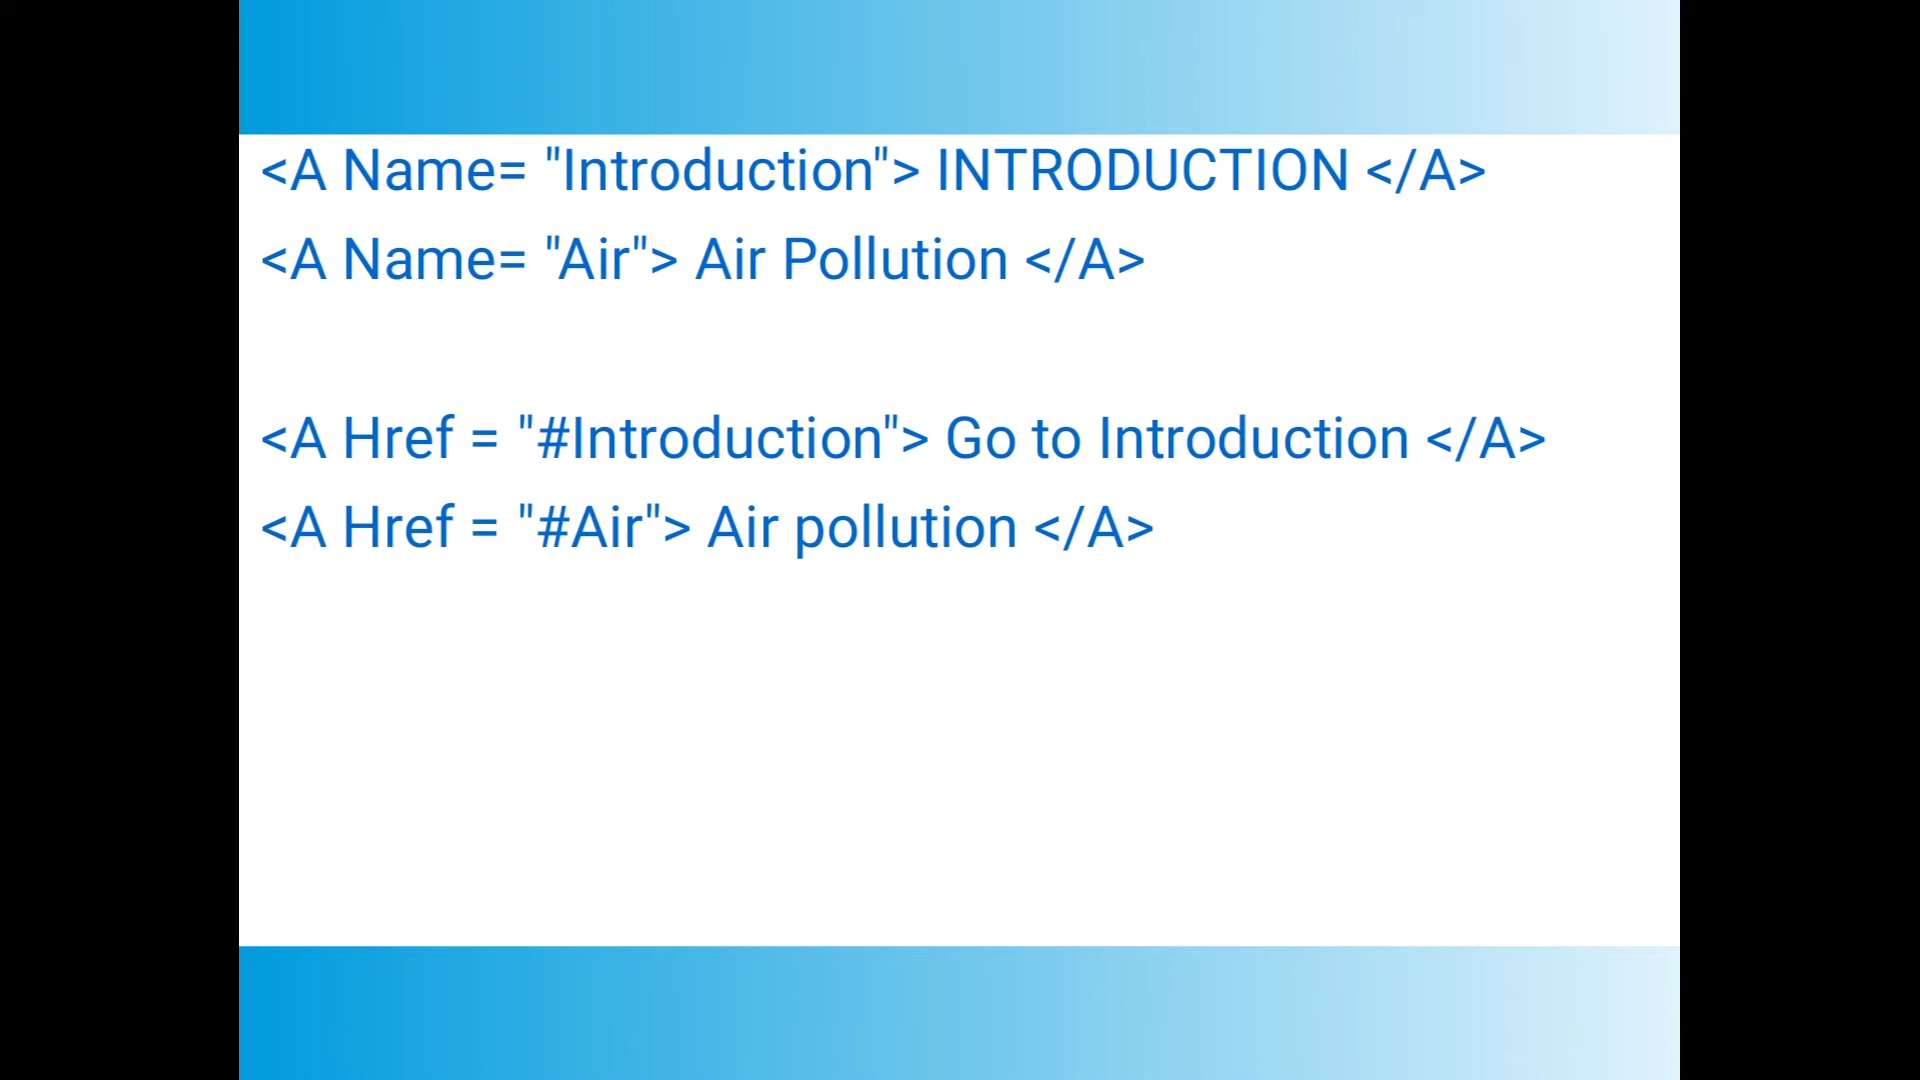 <A Name= "Introduction"> INTRODUCTION </A>
<A Name= "Air"> Air Pollution </A>
<A Href = "#Introduction"> Go to Introduction </A>
<A Href = "#Air"> Air pollution </A>